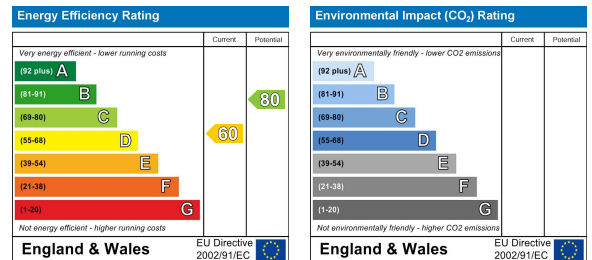 Energy Efficiency Rating
Current Potential
Very energy efficient - lower running costs
(92 plus) A
(81-91) B
(69-80) C
(55-68) D
(39-54) E
(21-38) F
(1-20) G
60
80
Not energy efficient - higher running costs
England & Wales
EU Directive
2002/91/EC
Environmental Impact (CO2) Rating
Current Potential
Very environmentally friendly - lower CO2 emissions
(92 plus) A
(81-91) B
(69-80) C
(55-68) D
(39-54) E
(21-38) F
(1-20) G
Not environmentally friendly - higher CO2 emissions
England & Wales
EU Directive
2002/91/EC